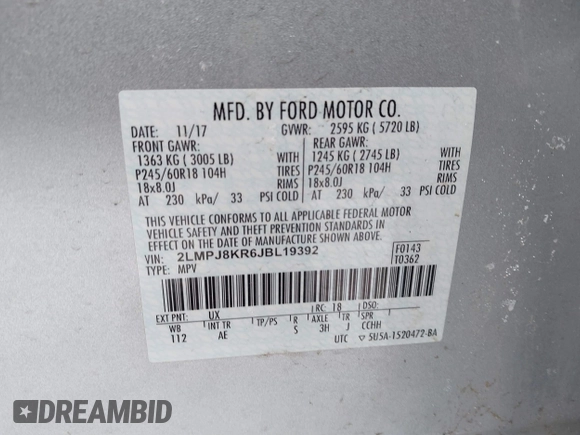 MFD. BY FORD MOTOR CO.
DATE: 11/17 GVWR: 2595 KG ( 5720 LB)
FRONT GAWR: REAR GAWR:
1363 KG ( 3005 LB) WITH 1245 KG ( 2745 LB) WITH
P245/60R18 104H TIRES P245/60R18 104H TIRES
18x8.0J RIMS 18x8.0J RIMS
AT 230 kPa/ 33 PSI COLD AT 230 kPa/ 33 PSI COLD
THIS VEHICLE CONFORMS TO ALL APPLICABLE FEDERAL MOTOR
VEHICLE SAFETY AND THEFT PREVENTION STANDARDS IN
EFFECT ON THE DATE OF MANUFACTURE SHOWN ABOVE.
VIN: 2LMPJ8KR6JBL19392 F0143
TYPE: MPV T0362
EXT PNT: UX RC: 18 DSO:
WB INT TR TP/PS R AXLE TR SPR
112 AE S 3H J CCHH
UTC ▽ 5U5A-1520472-BA
DREAMBID